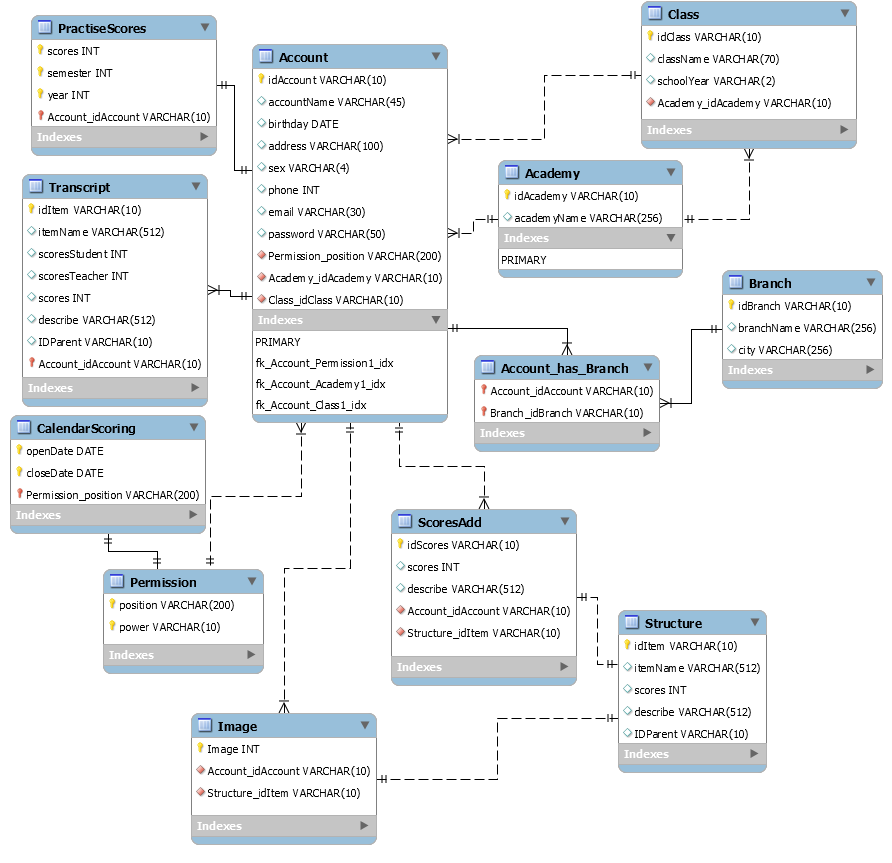 PractiseScores
scores INT
semester INT
year INT
Account_idAccount VARCHAR(10)
Indexes
Account
idAccount VARCHAR(10)
accountName VARCHAR(45)
birthday DATE
address VARCHAR(100)
sex VARCHAR(4)
phone INT
email VARCHAR(30)
password VARCHAR(50)
Permission_position VARCHAR(200)
Academy_idAcademy VARCHAR(10)
Class_idClass VARCHAR(10)
Indexes
PRIMARY
fk_Account_Permission1_idx
fk_Account_Academy1_idx
fk_Account_Class1_idx
Class
idClass VARCHAR(10)
className VARCHAR(70)
schoolYear VARCHAR(2)
Academy_idAcademy VARCHAR(10)
Indexes
Academy
idAcademy VARCHAR(10)
academyName VARCHAR(256)
Indexes
PRIMARY
Transcript
idItem VARCHAR(10)
itemName VARCHAR(512)
scoresStudent INT
scoresTeacher INT
scores INT
describe VARCHAR(512)
IDParent VARCHAR(10)
Account_idAccount VARCHAR(10)
Indexes
Branch
idBranch VARCHAR(10)
branchName VARCHAR(256)
city VARCHAR(256)
Indexes
Account_has_Branch
Account_idAccount VARCHAR(10)
Branch_idBranch VARCHAR(10)
Indexes
CalendarScoring
openDate DATE
closeDate DATE
Permission_position VARCHAR(200)
Indexes
Permission
position VARCHAR(200)
power VARCHAR(10)
Indexes
ScoresAdd
idScores VARCHAR(10)
scores INT
describe VARCHAR(512)
Account_idAccount VARCHAR(10)
Structure_idItem VARCHAR(10)
Indexes
Structure
idItem VARCHAR(10)
itemName VARCHAR(512)
scores INT
describe VARCHAR(512)
IDParent VARCHAR(10)
Indexes
Image
Image INT
Account_idAccount VARCHAR(10)
Structure_idItem VARCHAR(10)
Indexes